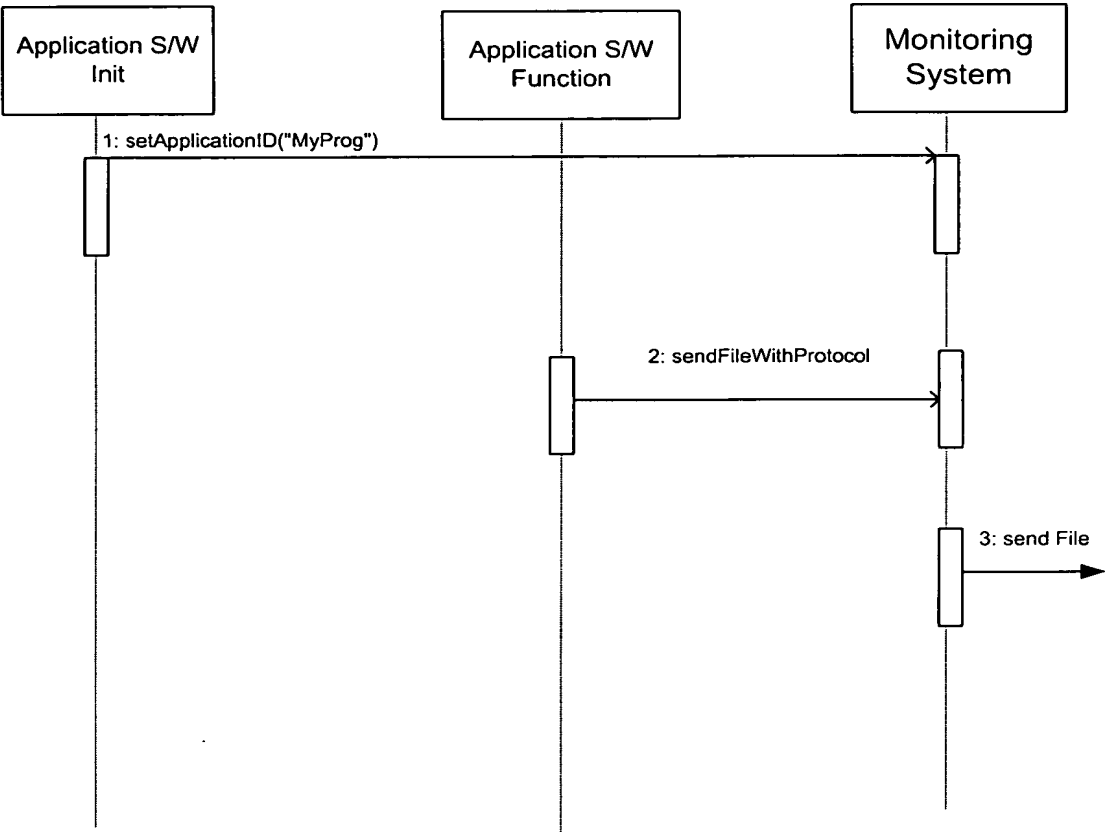 Application S/W
Init
Application S/W
Function
Monitoring
System
1: setApplicationID("MyProg")
2: sendFileWithProtocol
3: send File